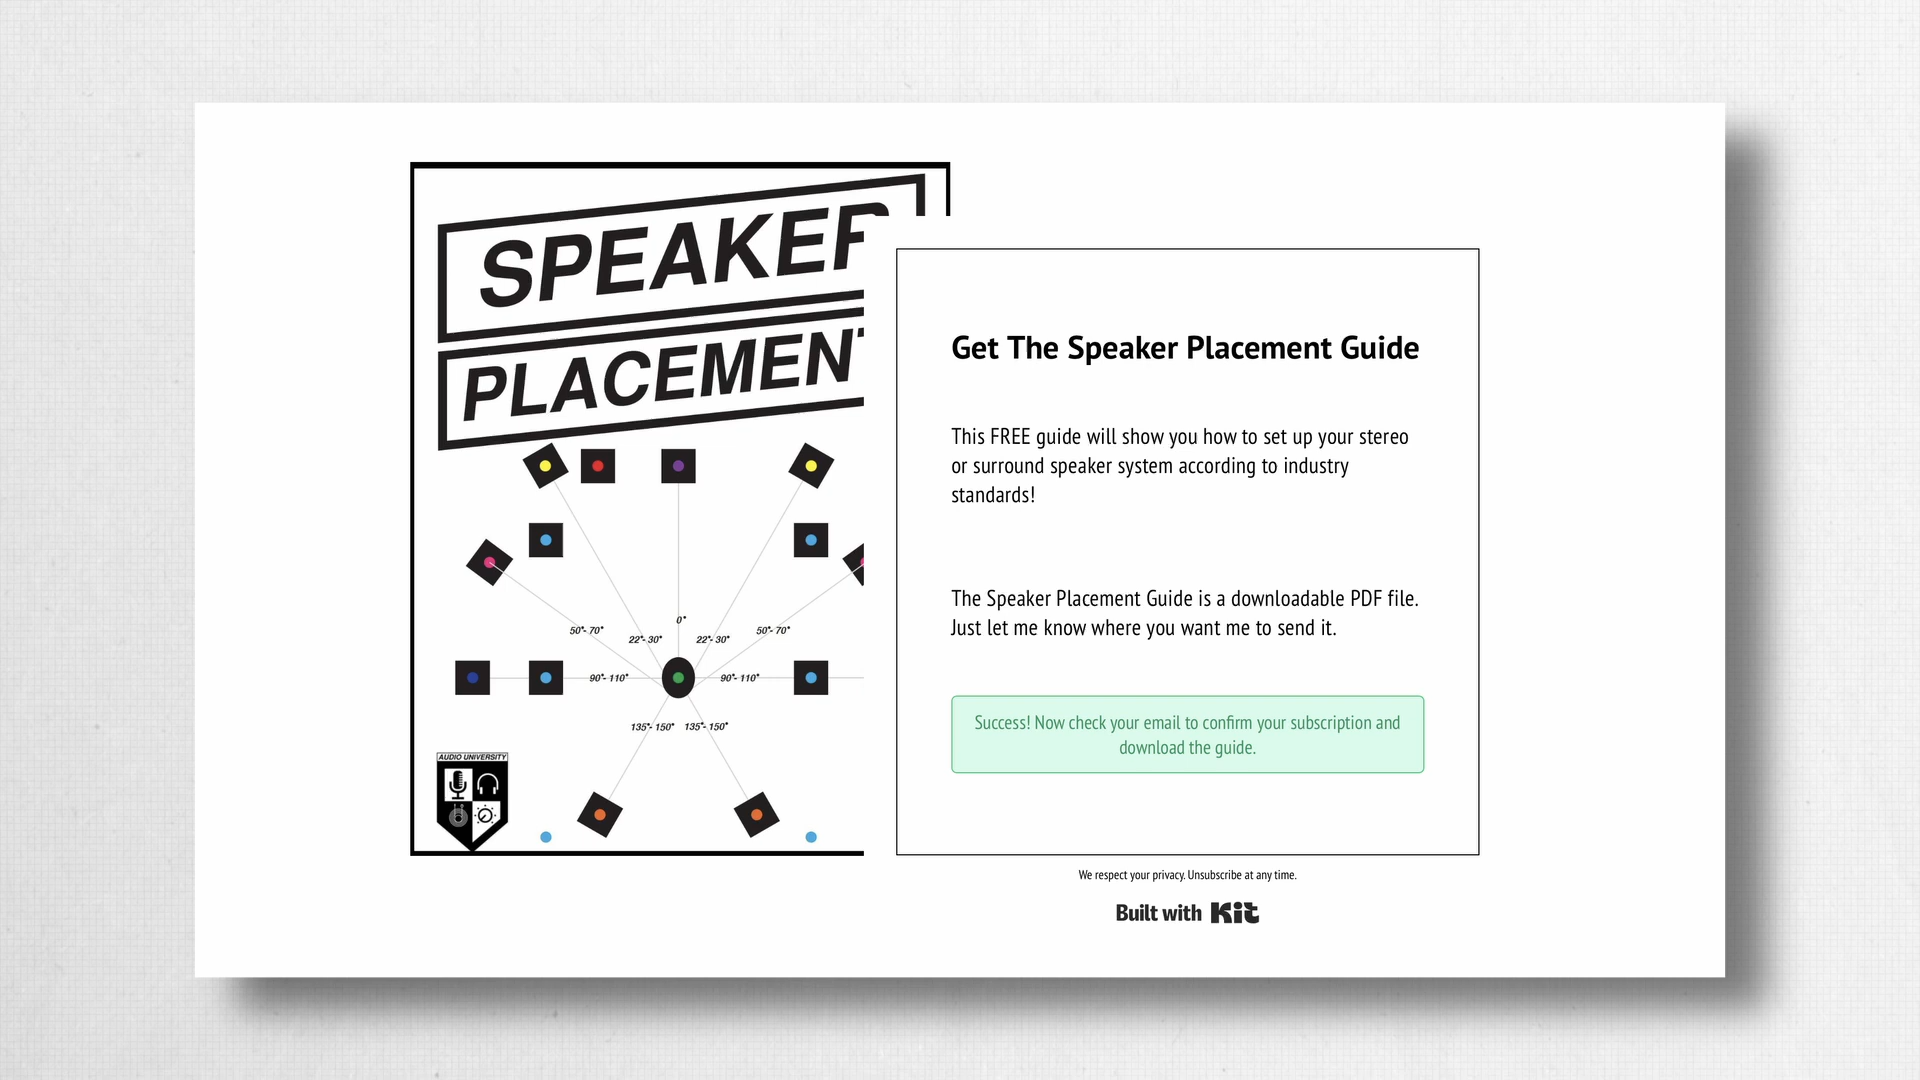 SPEAKER
PLACEMENT
0°
50°- 70°
22°- 30°
22°- 30°
50°- 70°
90°- 110°
90°- 110°
135°- 150°
135°- 150°
AUDIO UNIVERSITY
Get The Speaker Placement Guide
This FREE guide will show you how to set up your stereo
or surround speaker system according to industry
standards!
The Speaker Placement Guide is a downloadable PDF file.
Just let me know where you want me to send it.
Success! Now check your email to confirm your subscription and
download the guide.
We respect your privacy. Unsubscribe at any time.
Built with Kit